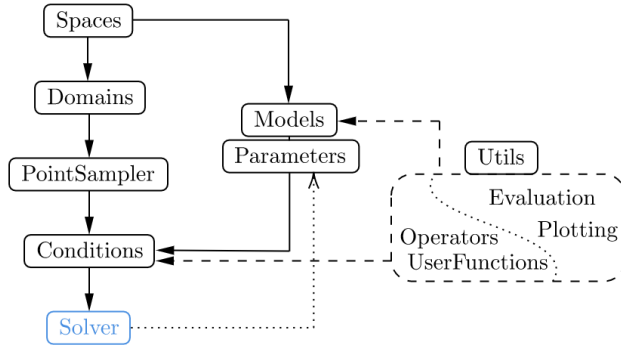 Spaces
Domains
Models
Parameters
PointSampler
Utils
Evaluation
Plotting
Operators
UserFunctions
Conditions
Solver